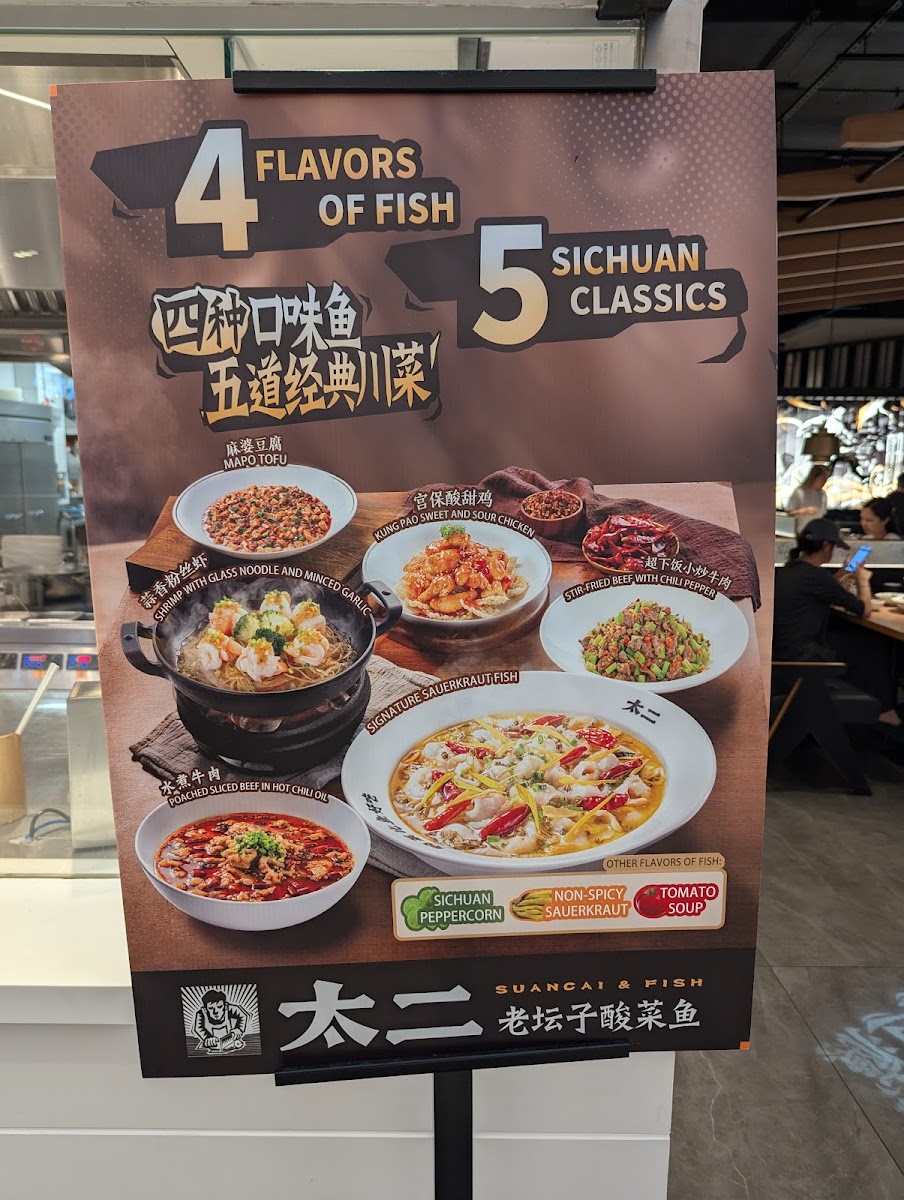 4 FLAVORS
OF FISH
5 SICHUAN
CLASSICS
四种口味鱼
五道经典川菜
麻婆豆腐
MAPO TOFU
宫保酸甜鸡
KUNG PAO SWEET AND SOUR CHICKEN
蒜香粉丝虾
SHRIMP WITH GLASS NOODLE AND MINCED GARLIC
超下饭小炒牛肉
STIR-FRIED BEEF WITH CHILI PEPPER
SIGNATURE SAUERKRAUT FISH
太二
水煮牛肉
POACHED SLICED BEEF IN HOT CHILI OIL
OTHER FLAVORS OF FISH:
SICHUAN
PEPPERCORN
NON-SPICY
SAUERKRAUT
TOMATO
SOUP
太二
SUANCAI & FISH
老坛子酸菜鱼